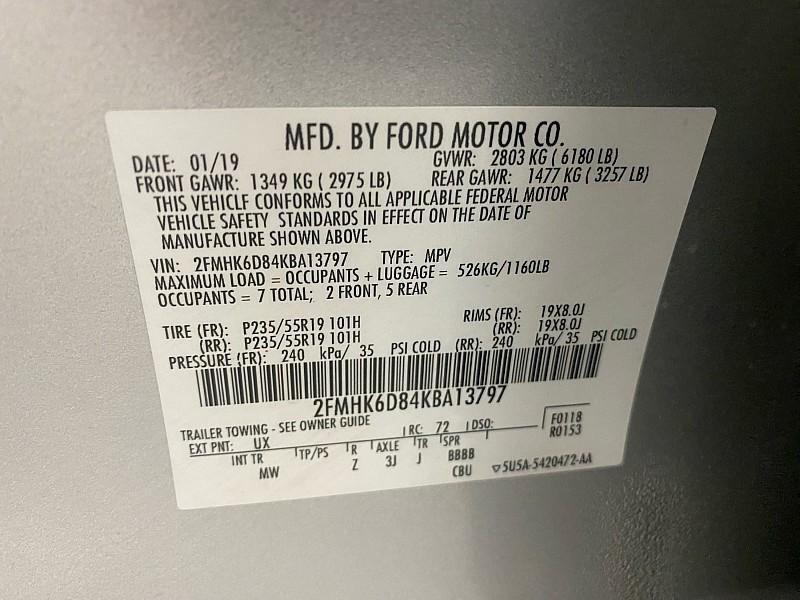 MFD. BY FORD MOTOR CO.
DATE: 01/19 GVWR: 2803 KG ( 6180 LB)
FRONT GAWR: 1349 KG ( 2975 LB) REAR GAWR: 1477 KG ( 3257 LB)
THIS VEHICLE CONFORMS TO ALL APPLICABLE FEDERAL MOTOR
VEHICLE SAFETY STANDARDS IN EFFECT ON THE DATE OF
MANUFACTURE SHOWN ABOVE.
VIN: 2FMHK6D84KBA13797 TYPE: MPV
MAXIMUM LOAD = OCCUPANTS + LUGGAGE = 526KG/1160LB
OCCUPANTS = 7 TOTAL; 2 FRONT, 5 REAR
TIRE (FR): P235/55R19 101H RIMS (FR): 19X8.0J
(RR): P235/55R19 101H (RR): 19X8.0J
PRESSURE (FR): 240 kPa/ 35 PSI COLD (RR): 240 kPa/ 35 PSI COLD
2FMHK6D84KBA13797
TRAILER TOWING - SEE OWNER GUIDE
EXT PNT: UX RC: 72 DSO: F0118
R0153
INT TR TP/PS R AXLE TR SPR
MW Z 3J J BBBB
CBU ▽5U5A-5420472-AA